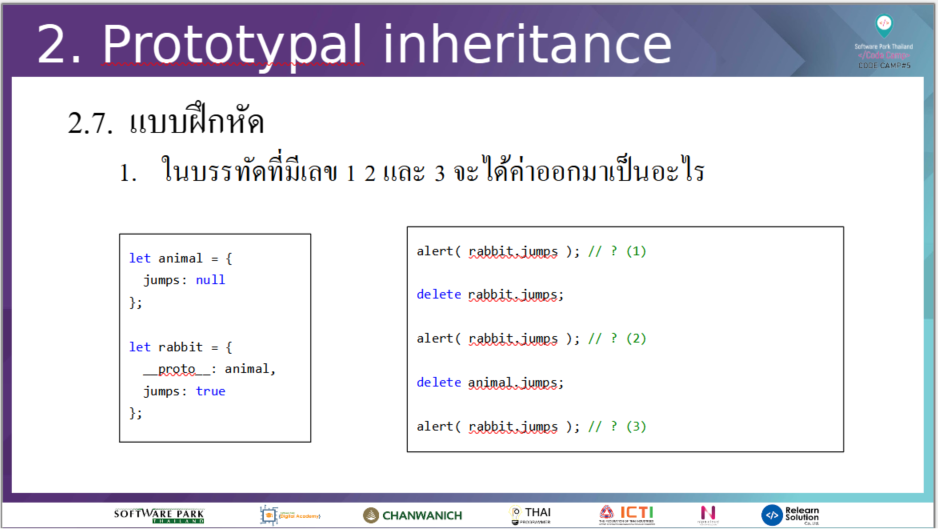 2. Prototypal inheritance
Software Park Thailand
CODE CAMP#5
2.7. แบบฝึกหัด
1. ในบรรทัดที่มีเลข 1 2 และ 3 จะได้ค่าออกมาเป็นอะไร
let animal = {
jumps: null
};
let rabbit = {
__proto__: animal,
jumps: true
};
alert( rabbit.jumps ); // ? (1)
delete rabbit.jumps;
alert( rabbit.jumps ); // ? (2)
delete animal.jumps;
alert( rabbit.jumps ); // ? (3)
SOFTWARE PARK
THAILAND
Digital Academy
CHANWANICH
THAI
PROGRAMMER
ICTI
N
Relearn
Solution
Co., Ltd.